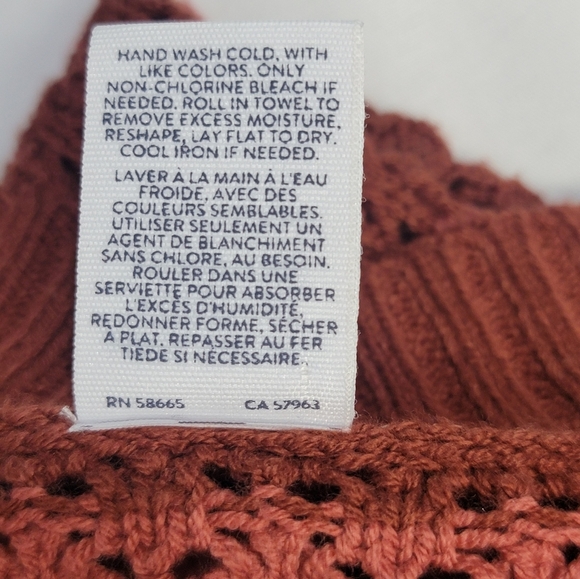 HAND WASH COLD, WITH
LIKE COLORS. ONLY
NON-CHLORINE BLEACH IF
NEEDED. ROLL IN TOWEL TO
REMOVE EXCESS MOISTURE,
RESHAPE, LAY FLAT TO DRY.
COOL IRON IF NEEDED.
LAVER À LA MAIN À L'EAU
FROIDE, AVEC DES
COULEURS SEMBLABLES.
UTILISER SEULEMENT UN
AGENT DE BLANCHIMENT
SANS CHLORE, AU BESOIN.
ROULER DANS UNE
SERVIETTE POUR ABSORBER
L'EXCÈS D'HUMIDITÉ,
REDONNER FORME, SÉCHER
À PLAT. REPASSER AU FER
TIÈDE SI NÉCESSAIRE.
RN 58665 CA 57963